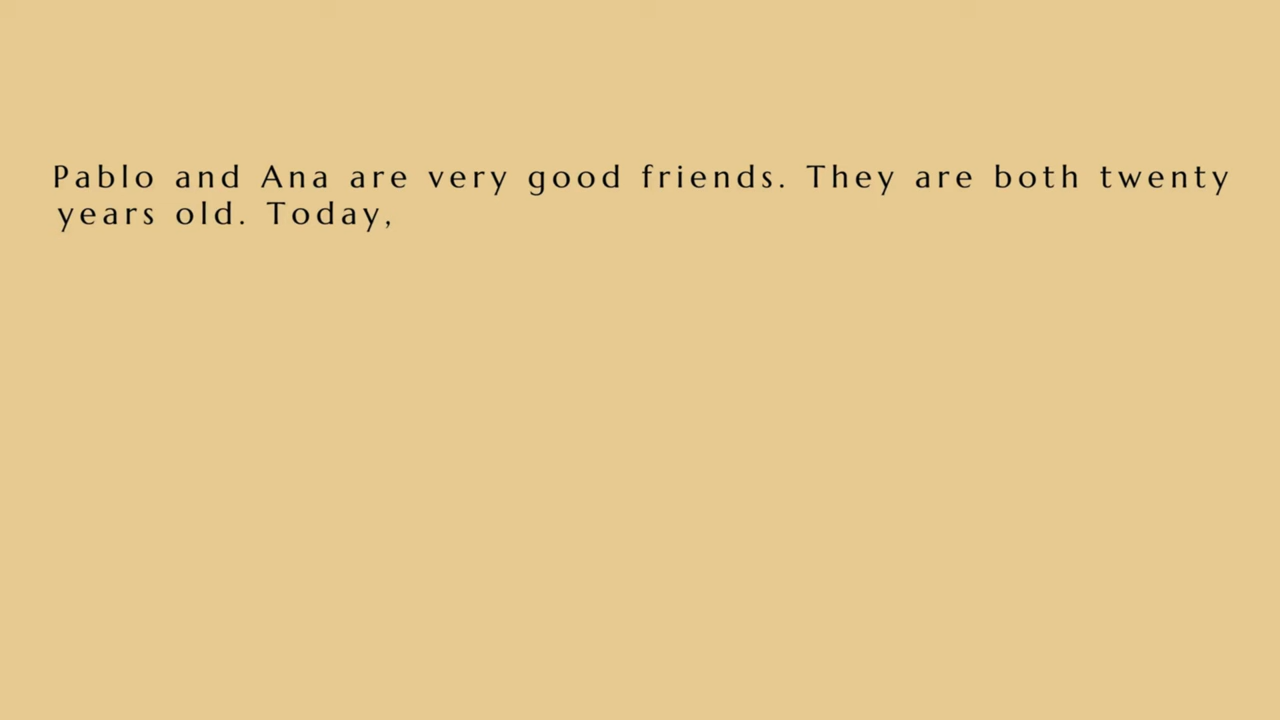 Pablo and Ana are very good friends. They are both twenty
years old. Today,